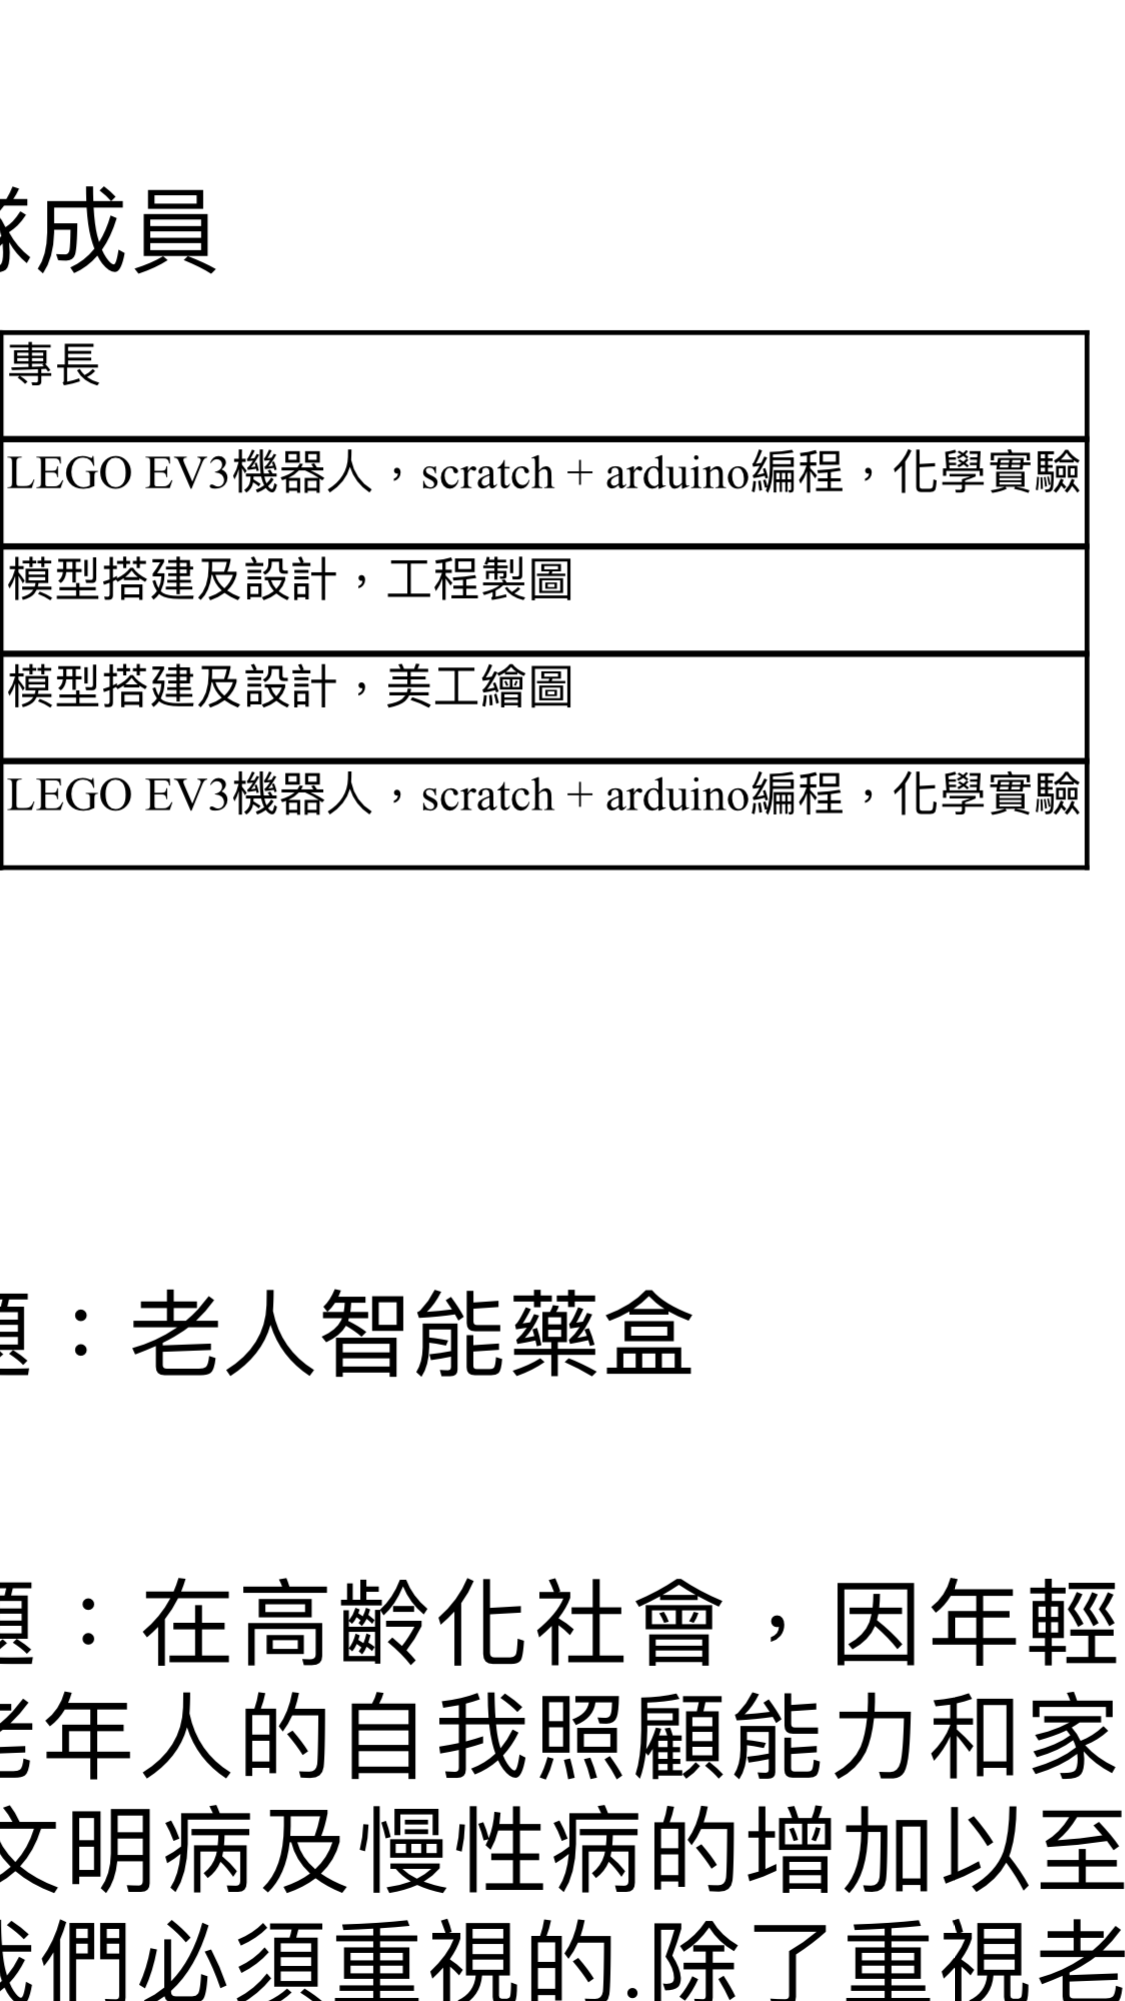 隊成員
專長
LEGO EV3機器人，scratch + arduino編程，化學實驗
模型搭建及設計，工程製圖
模型搭建及設計，美工繪圖
LEGO EV3機器人，scratch + arduino編程，化學實驗
題：老人智能藥盒
題：在高齡化社會，因年輕
老年人的自我照顧能力和家
文明病及慢性病的增加以至
我們必須重視的.除了重視老